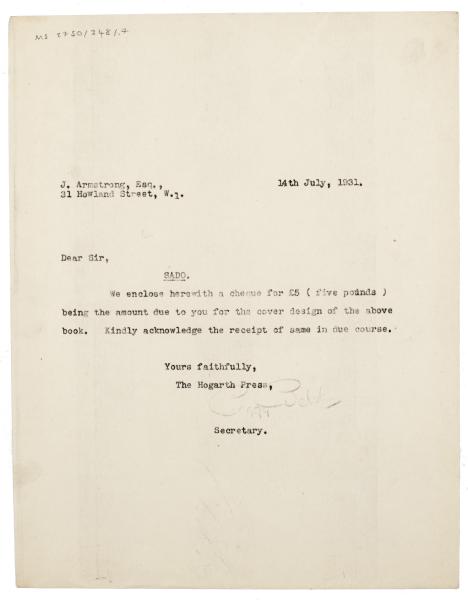 MS 2750/248/.7
J. Armstrong, Esq., 14th July, 1931.
31 Howland Street, W.1.
Dear Sir,
SADO.
We enclose herewith a cheque for £5 ( five pounds )
being the amount due to you for the cover design of the above
book. Kindly acknowledge the receipt of same in due course.
Yours faithfully,
The Hogarth Press,
Secretary.